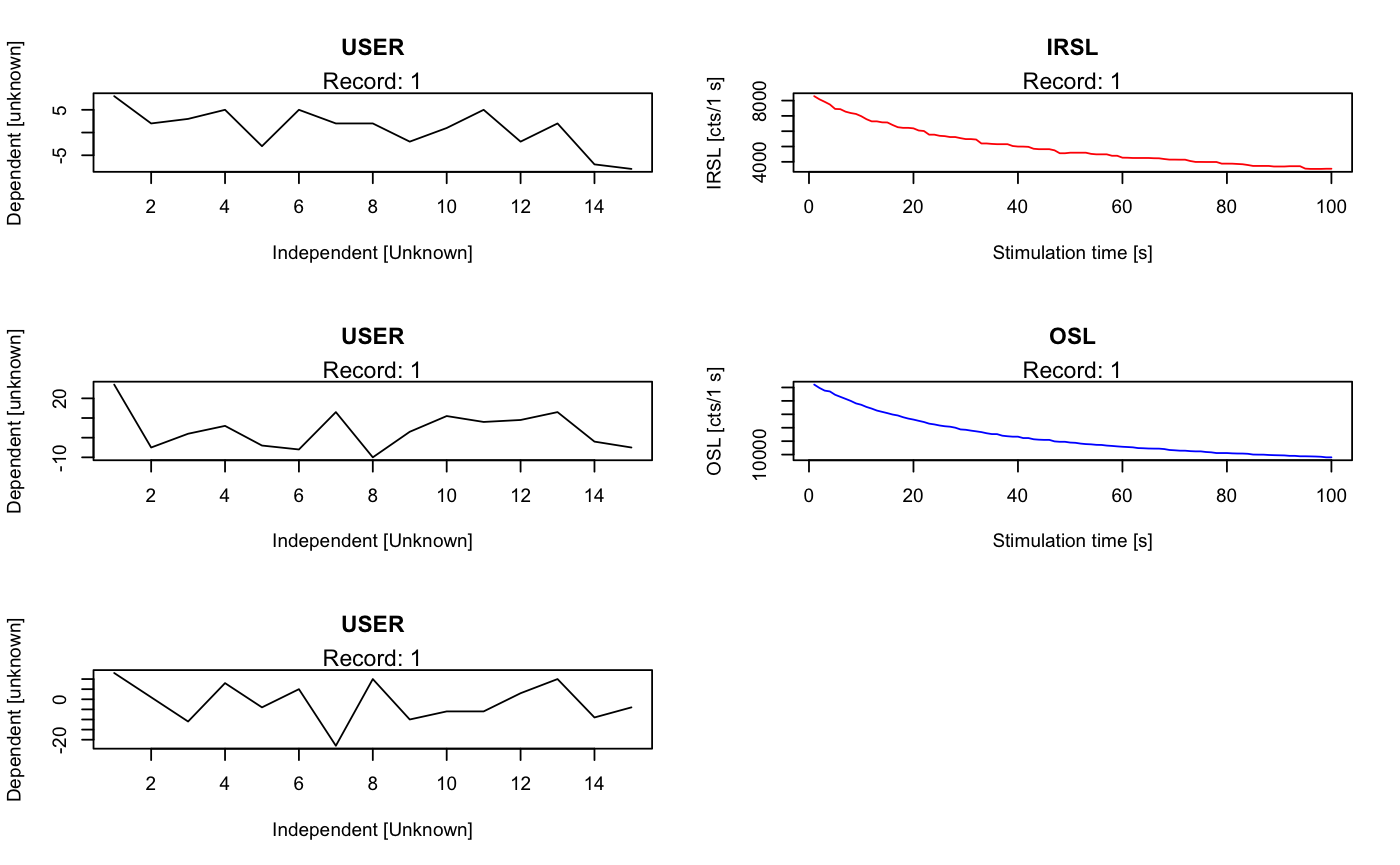 USER
Record: 1
Dependent [unknown]
5
-5
2 4 6 8 10 12 14
Independent [Unknown]
IRSL
Record: 1
IRSL [cts/1 s]
8000
4000
0 20 40 60 80 100
Stimulation time [s]
USER
Record: 1
Dependent [unknown]
20
-10
2 4 6 8 10 12 14
Independent [Unknown]
OSL
Record: 1
OSL [cts/1 s]
10000
0 20 40 60 80 100
Stimulation time [s]
USER
Record: 1
Dependent [unknown]
0
-20
2 4 6 8 10 12 14
Independent [Unknown]